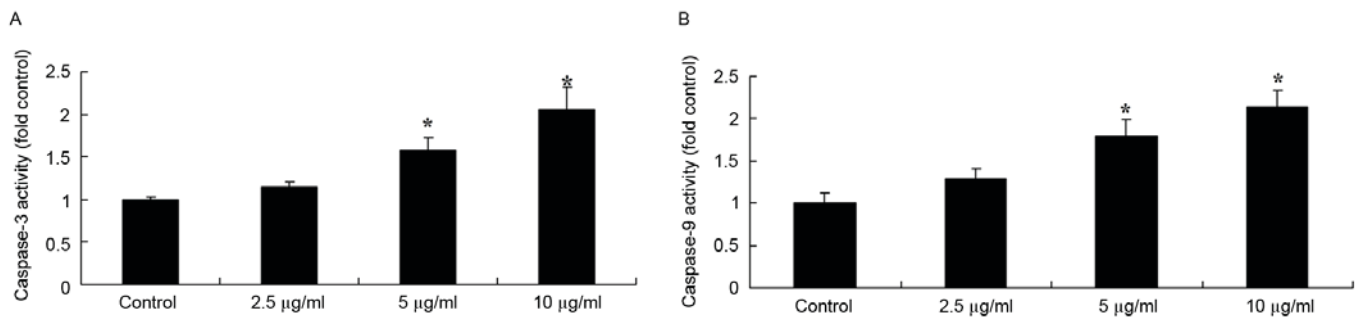 A
Caspase-3 activity (fold control)
2.5
2
1.5
1
0.5
0
*
*
Control
2.5 μg/ml
5 μg/ml
10 μg/ml
B
Caspase-9 activity (fold control)
2.5
2
1.5
1
0.5
0
*
*
Control
2.5 μg/ml
5 μg/ml
10 μg/ml